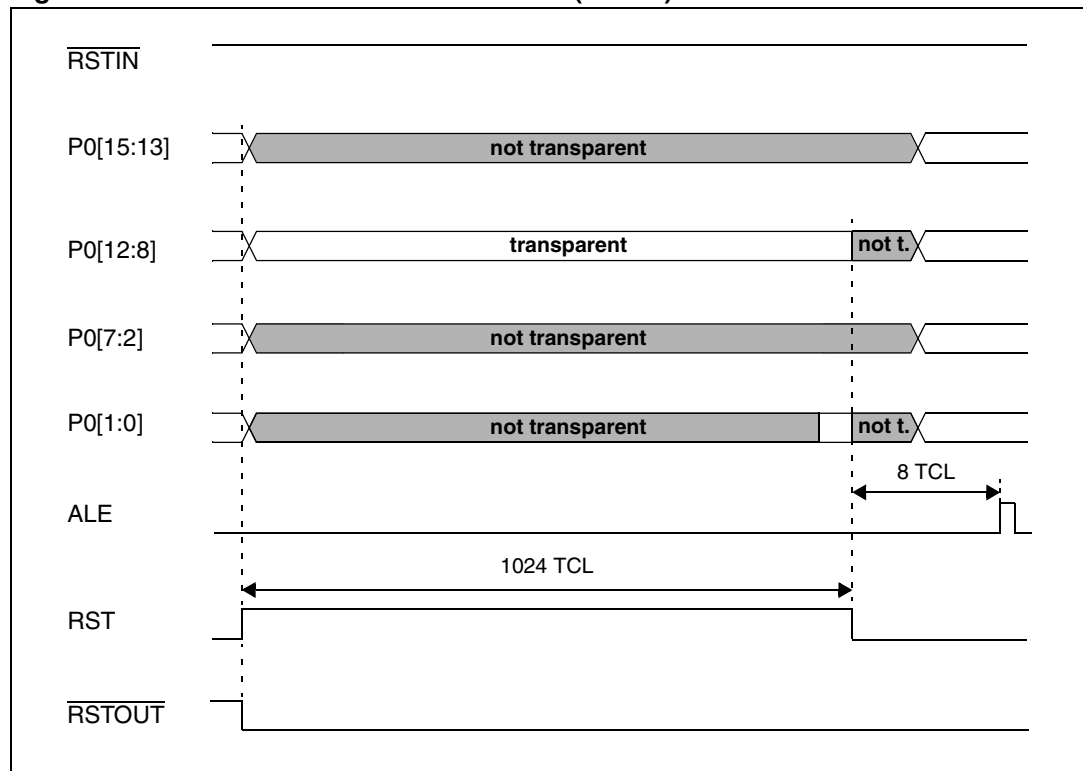 RSTIN
P0[15:13]
not transparent
P0[12:8]
transparent
not t.
P0[7:2]
not transparent
P0[1:0]
not transparent
not t.
8 TCL
ALE
1024 TCL
RST
RSTOUT